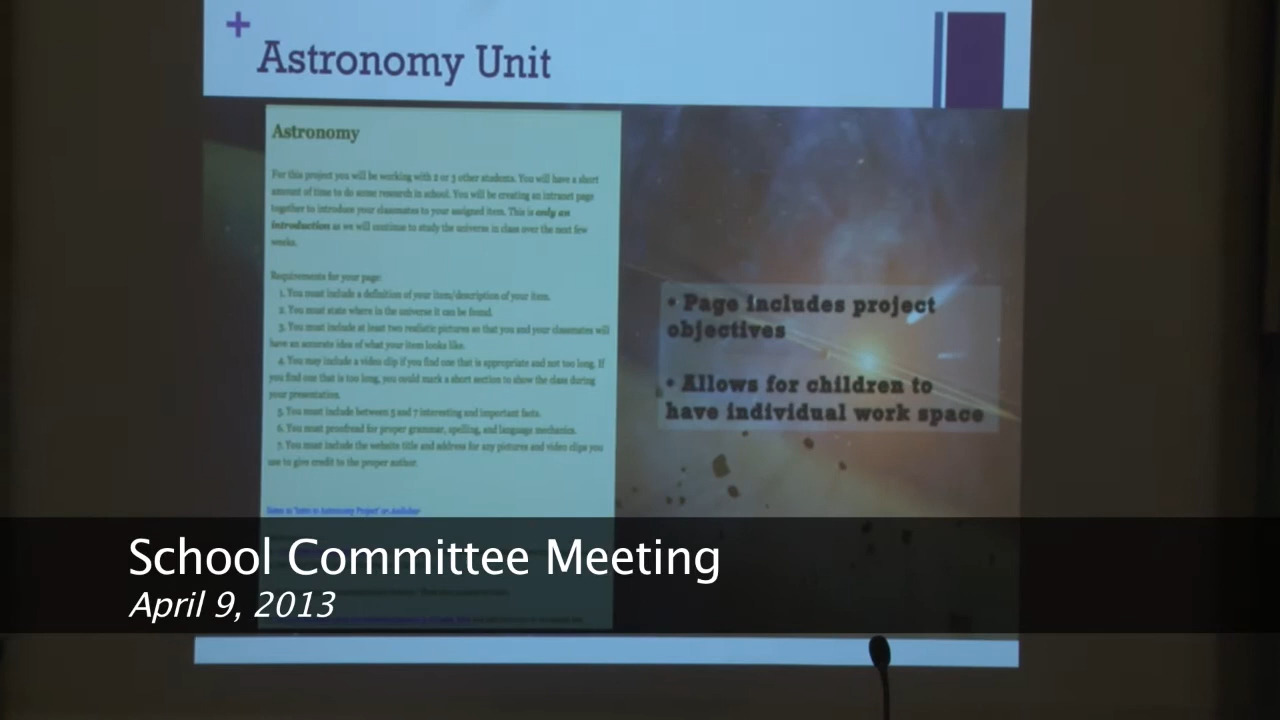 +
Astronomy Unit
Astronomy
For this project you will be working with 2 or 3 other students. You will have a short
amount of time to do some research in school. You will be creating an intranet page
together to introduce your classmates to your assigned item. This is only an
introduction as we will continue to study the universe in class over the next few
weeks.
Requirements for your page:
1. You must include a definition of your item/description of your item.
2. You must state where in the universe it can be found.
3. You must include at least two realistic pictures so that you and your classmates will
have an accurate idea of what your item looks like.
4. You may include a video clip if you find one that is appropriate and not too long. If
you find one that is too long, you could mark a short section to show the class during
your presentation.
5. You must include between 5 and 7 interesting and important facts.
6. You must proofread for proper grammar, spelling, and language mechanics.
7. You must include the website title and address for any pictures and video clips you
use to give credit to the proper author.
• Page includes project
objectives
• Allows for children to
have individual work space
School Committee Meeting
April 9, 2013